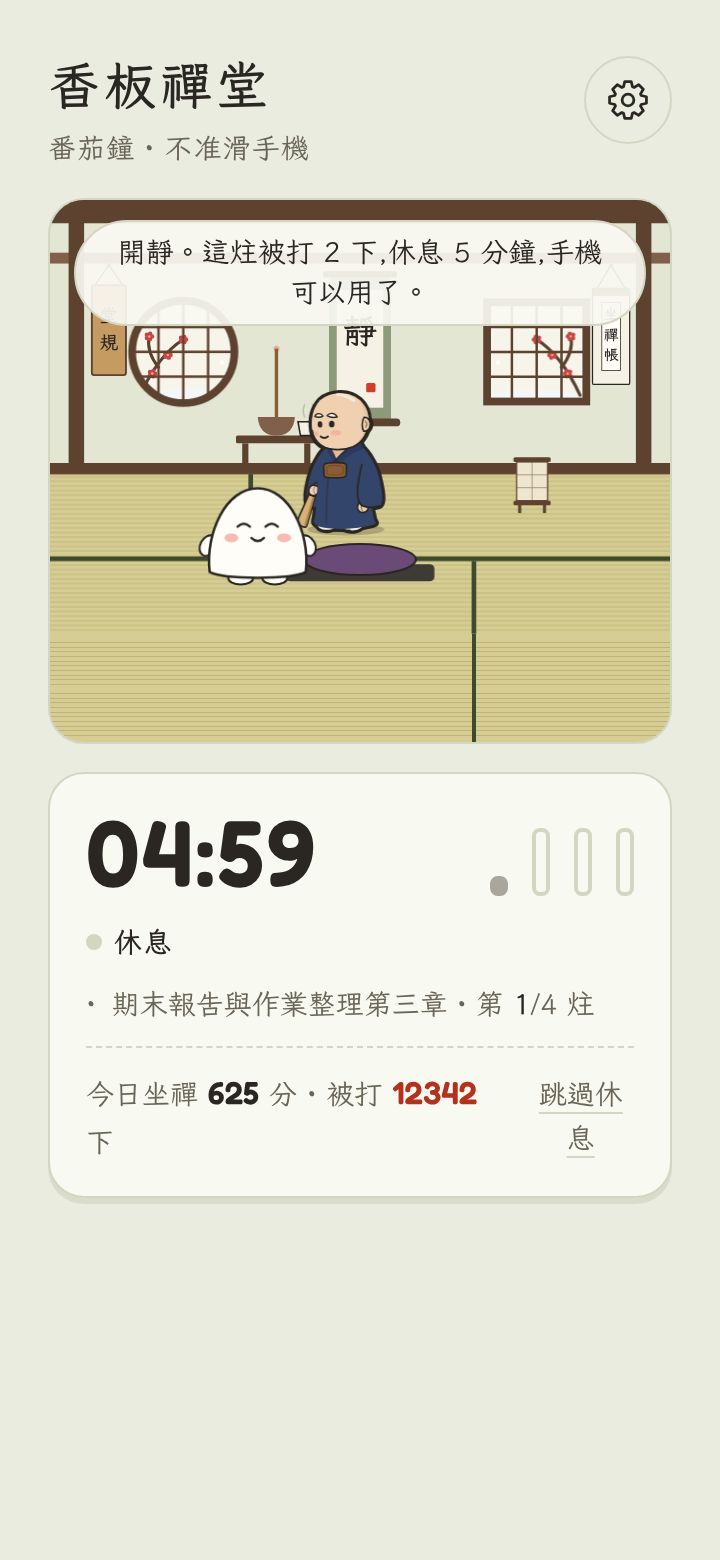 香板禪堂
番茄鐘・不准滑手機
開靜。這炷被打 2 下,休息 5 分鐘,手機
可以用了。
規
靜
禪
帳
04:59
休息
・ 期末報告與作業整理第三章・第 1/4 炷
今日坐禪 625 分・被打 12342
下
跳過休
息